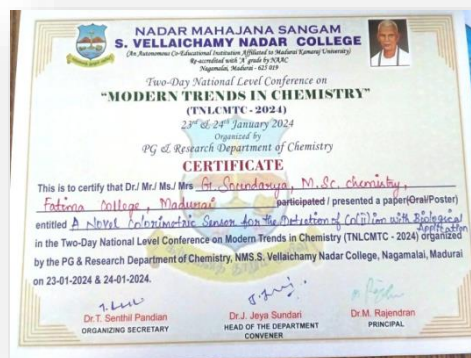 NADAR MAHAJANA SANGAM
S. VELLAICHAMY NADAR COLLEGE
(An Autonomous Co-Educational Institution Affiliated to Madurai Kamaraj University)
Re-accredited with 'A' grade by NAAC
Nagamalai, Madurai - 625 019
Two-Day National Level Conference on
"MODERN TRENDS IN CHEMISTRY"
(TNLCMTC - 2024)
23rd & 24th January 2024
Organized by
PG & Research Department of Chemistry
CERTIFICATE
This is to certify that Dr./ Mr./ Ms./ Mrs G. Soundarya, M.Sc. chemistry,
Fatima College, Madurai participated / presented a paper(Oral/Poster)
entitled A Novel Colorimetric Sensor for the Detection of ion with Biological
Application
in the Two-Day National Level Conference on Modern Trends in Chemistry (TNLCMTC - 2024) organized
by the PG & Research Department of Chemistry, NMS.S. Vellaichamy Nadar College, Nagamalai, Madurai
on 23-01-2024 & 24-01-2024.
Dr.T. Senthil Pandian
ORGANIZING SECRETARY
Dr.J. Jeya Sundari
HEAD OF THE DEPARTMENT
CONVENER
Dr.M. Rajendran
PRINCIPAL